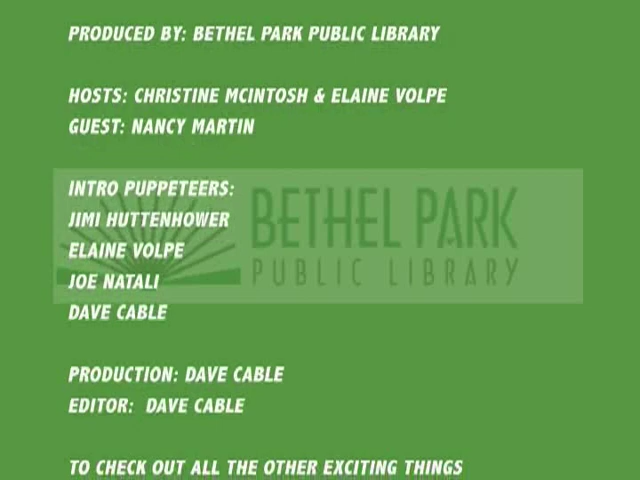 PRODUCED BY: BETHEL PARK PUBLIC LIBRARY
HOSTS: CHRISTINE MCINTOSH & ELAINE VOLPE
GUEST: NANCY MARTIN
INTRO PUPPETEERS:
JIMI HUTTENHOWER
ELAINE VOLPE
JOE NATALI
DAVE CABLE
BETHEL PARK
PUBLIC LIBRARY
PRODUCTION: DAVE CABLE
EDITOR: DAVE CABLE
TO CHECK OUT ALL THE OTHER EXCITING THINGS